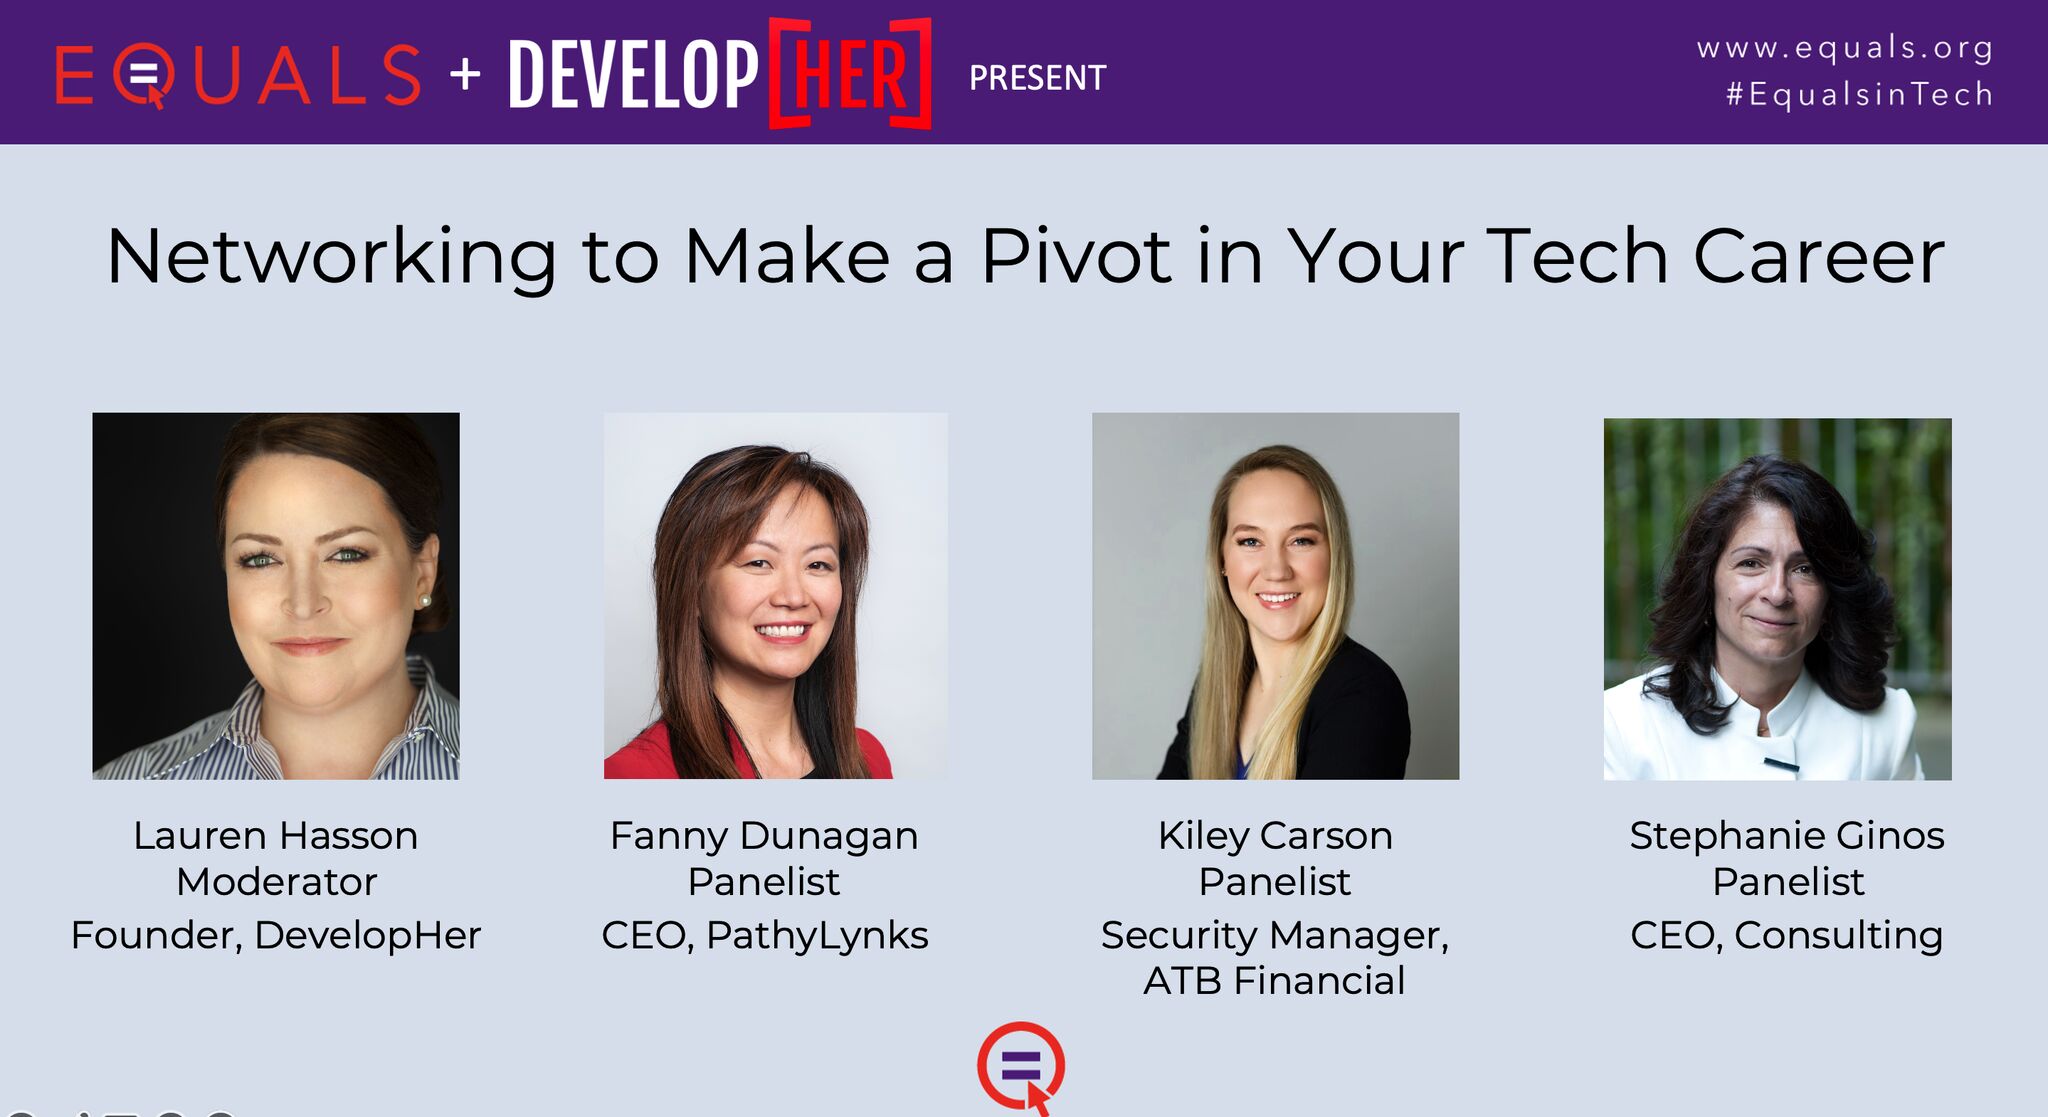 EQUALS + DEVELOP[HER] PRESENT
www.equals.org
#EqualsinTech
Networking to Make a Pivot in Your Tech Career
Lauren Hasson
Moderator
Founder, DevelopHer
Fanny Dunagan
Panelist
CEO, PathyLynks
Kiley Carson
Panelist
Security Manager,
ATB Financial
Stephanie Ginos
Panelist
CEO, Consulting